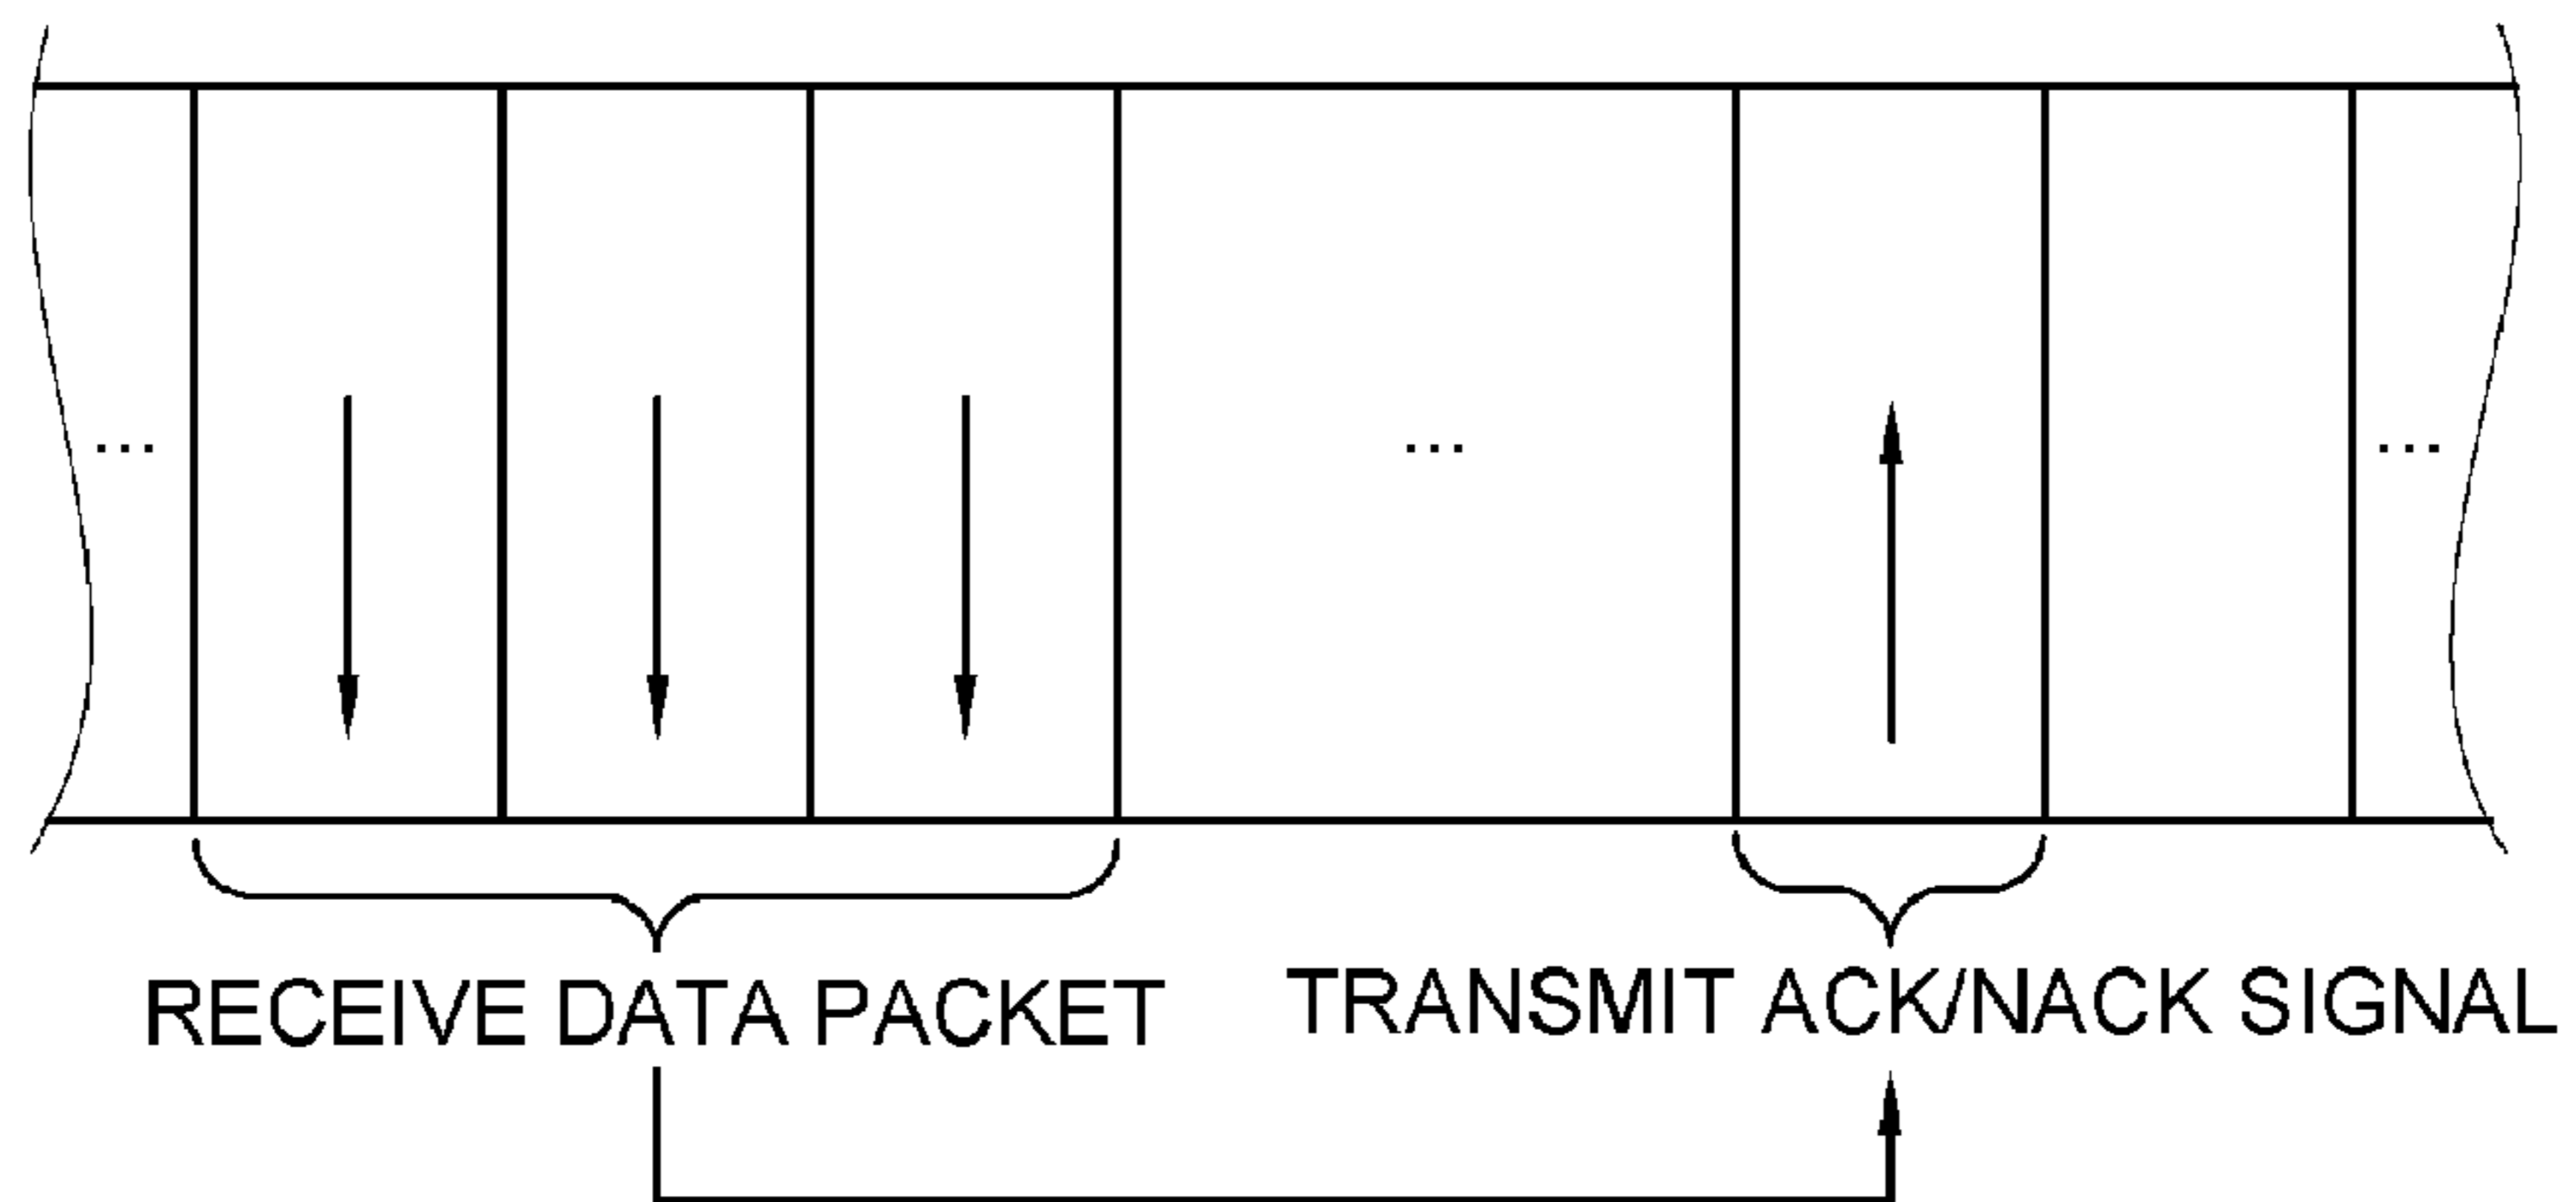 ... ... ...
RECEIVE DATA PACKET
TRANSMIT ACK/NACK SIGNAL